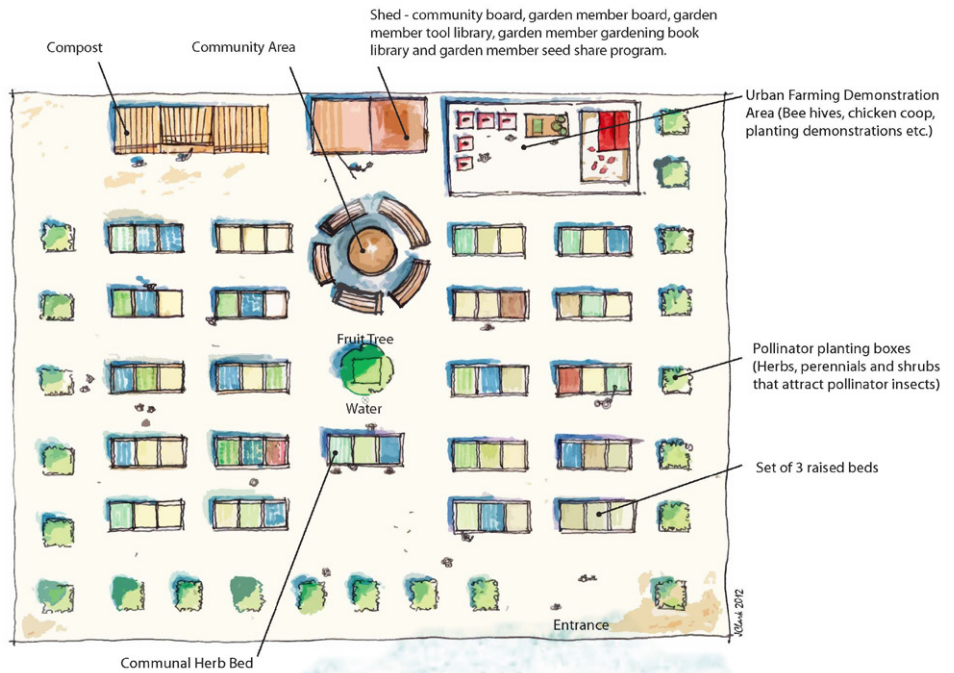 Shed - community board, garden member board, garden
member tool library, garden member gardening book
library and garden member seed share program.
Compost
Community Area
Urban Farming Demonstration
Area (Bee hives, chicken coop,
planting demonstrations etc.)
Fruit Tree
Pollinator planting boxes
(Herbs, perennials and shrubs
that attract pollinator insects)
Water
Set of 3 raised beds
JClark 2012
Entrance
Communal Herb Bed